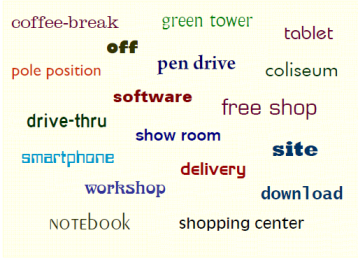 coffee-break
green tower
tablet
off
pole position
pen drive
coliseum
software
free shop
drive-thru
show room
site
smartphone
delivery
workshop
download
NOTEbOOK
shopping center